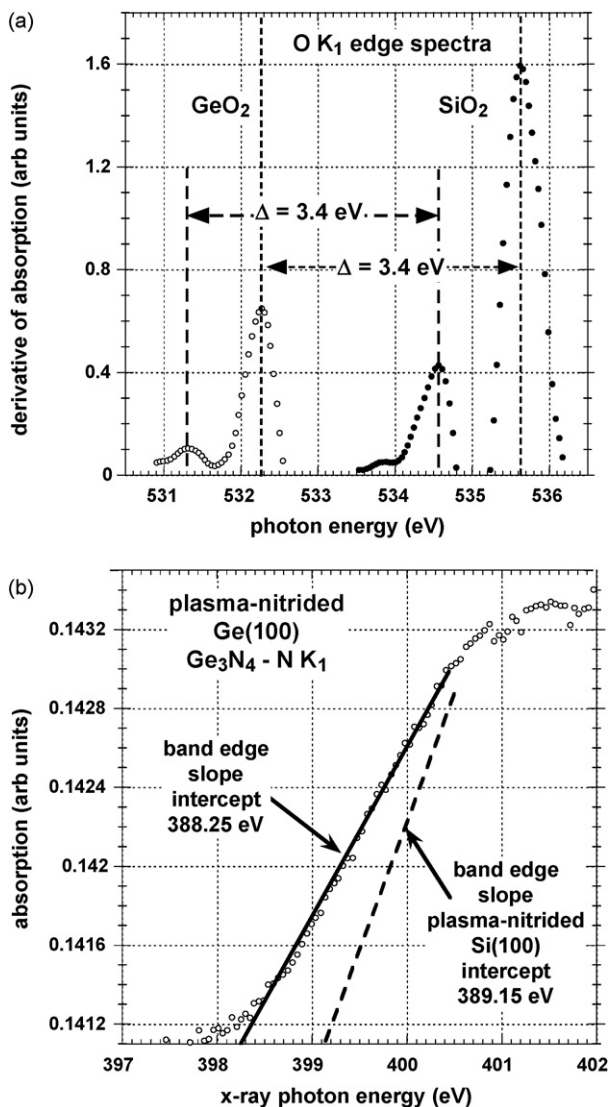 (a)
O K1 edge spectra
GeO2
SiO2
Δ = 3.4 eV
Δ = 3.4 eV
derivative of absorption (arb units)
1.6
1.2
0.8
0.4
0
531 532 533 534 535 536
photon energy (eV)
(b)
plasma-nitrided
Ge(100)
Ge3N4 - N K1
band edge
slope
intercept
388.25 eV
band edge
slope
plasma-nitrided
Si(100)
intercept
389.15 eV
absorption (arb units)
0.1432
0.1428
0.1424
0.142
0.1416
0.1412
397 398 399 400 401 402
x-ray photon energy (eV)